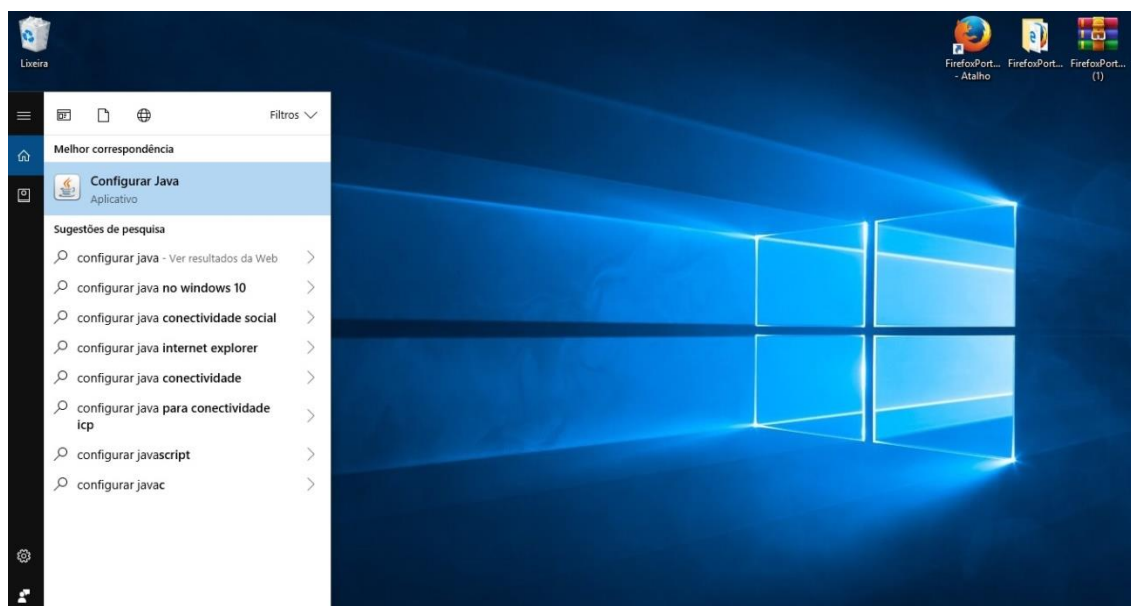 Lixeira
FirefoxPort...
- Atalho
FirefoxPort...
FirefoxPort...
(1)
Filtros
Melhor correspondência
Configurar Java
Aplicativo
Sugestões de pesquisa
configurar java - Ver resultados da Web
configurar java no windows 10
configurar java conectividade social
configurar java internet explorer
configurar java conectividade
configurar java para conectividade
icp
configurar javascript
configurar javac